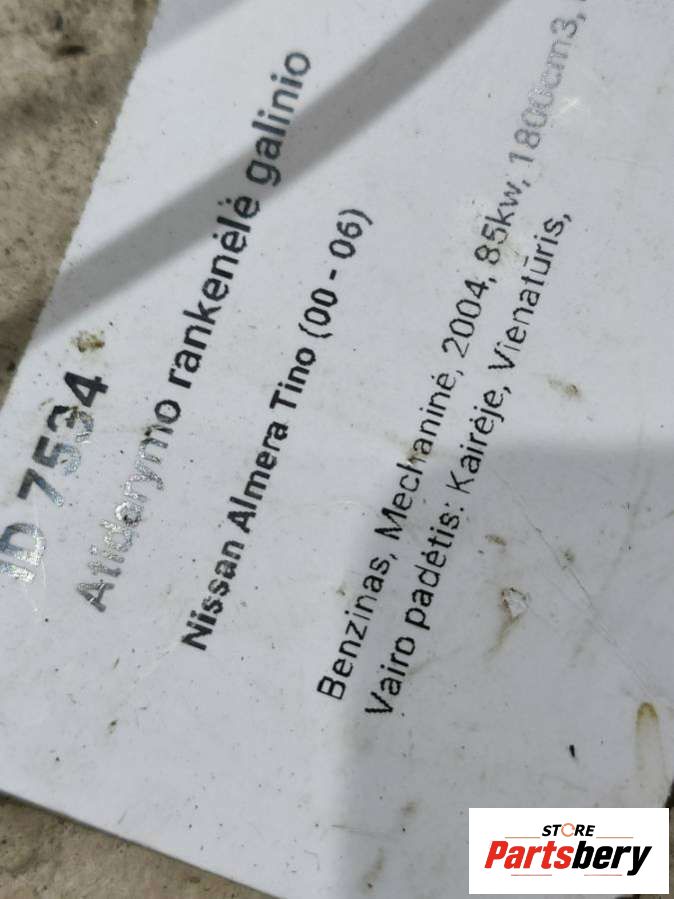 ID 7534
Atidarymo rankenėlė galinio
Nissan Almera Tino (00 - 06)
Benzinas, Mechaninė, 2004, 85kw, 1800cm3,
Vairo padėtis: Kairėje, Vienatūris,
STORE
Partsbery